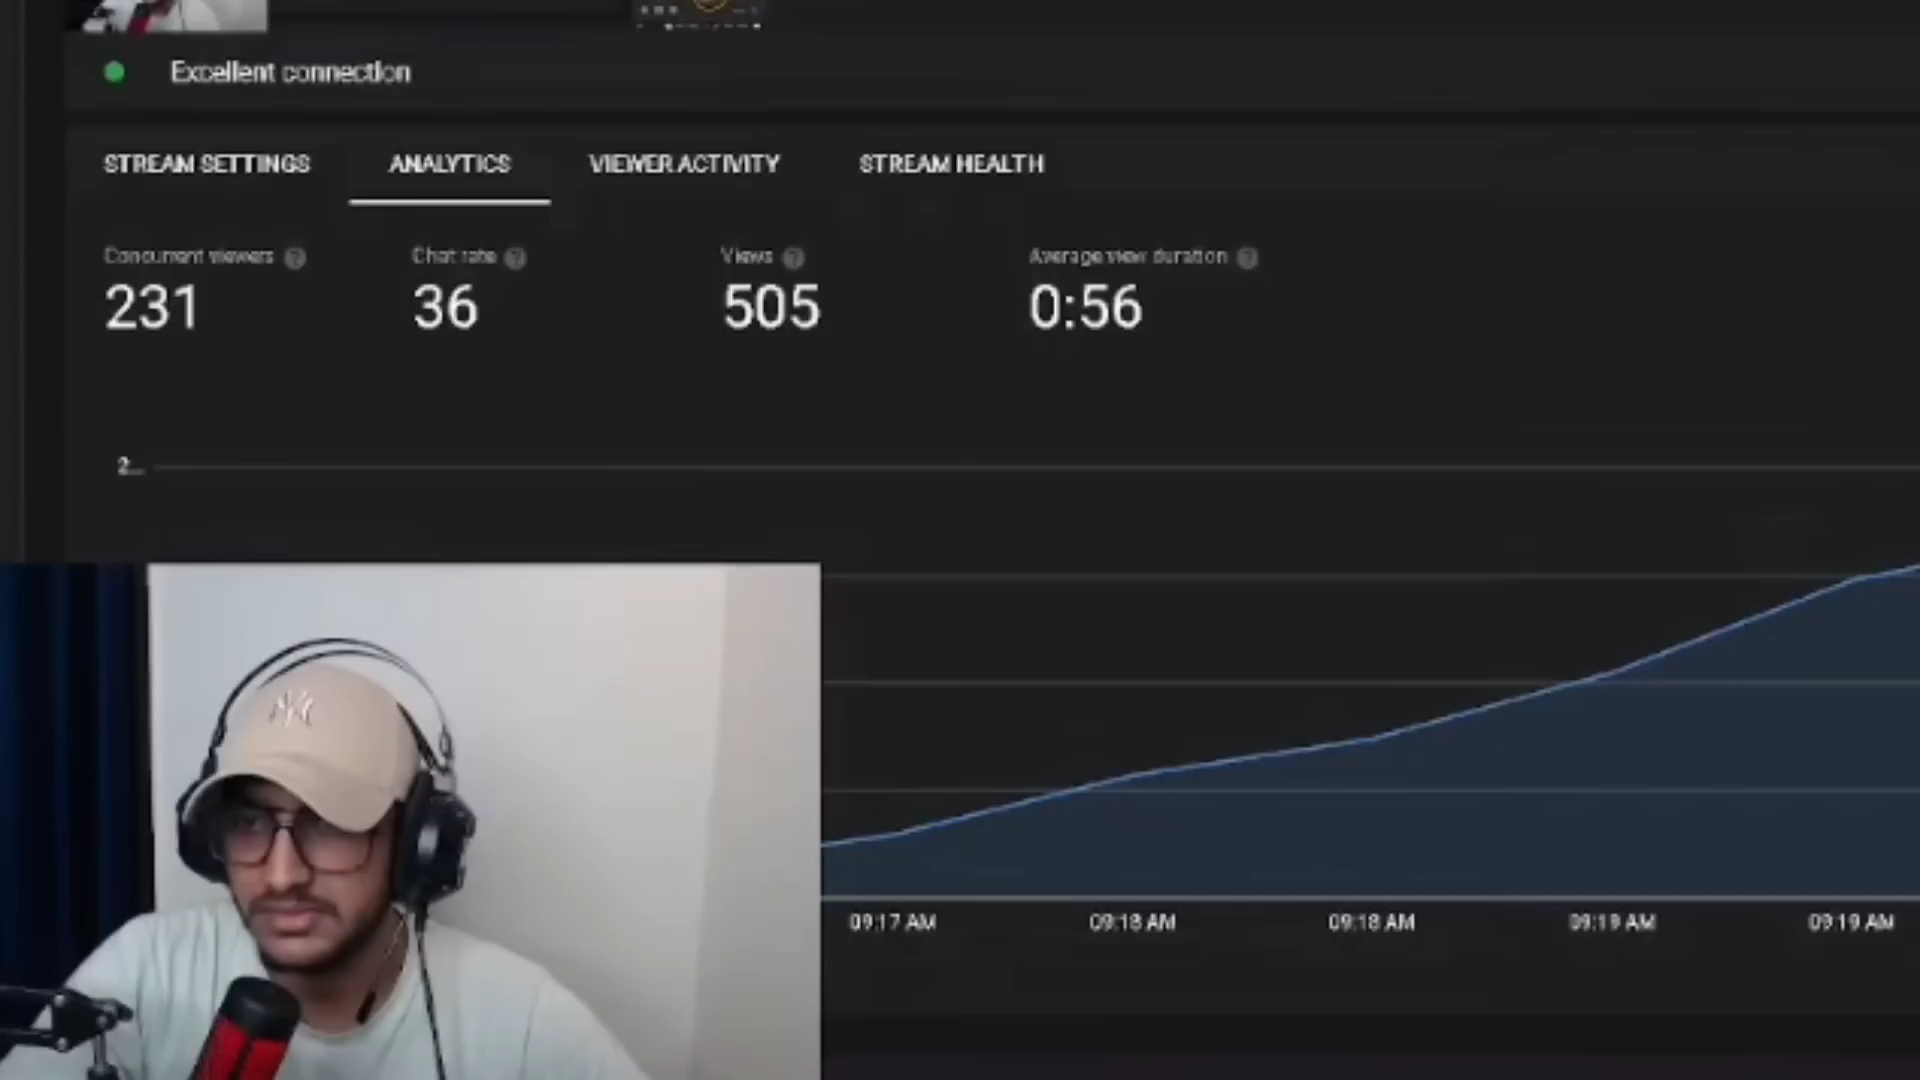 Excellent connection
STREAM SETTINGS ANALYTICS VIEWER ACTIVITY STREAM HEALTH
Concurrent viewers Chat rate Views Average view duration
231 36 505 0:56
2...
09:17 AM 09:18 AM 09:18 AM 09:19 AM 09:19 AM